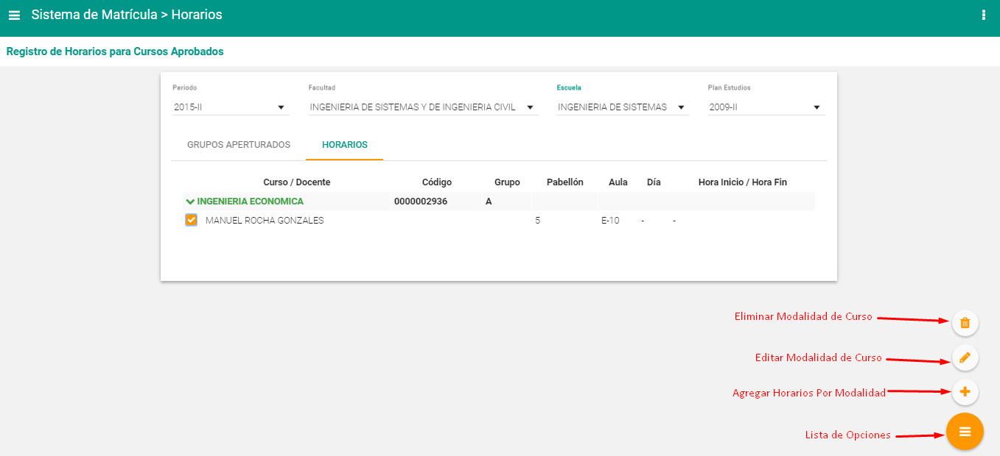 Sistema de Matrícula > Horarios
Registro de Horarios para Cursos Aprobados
Periodo Facultad Escuela Plan Estudios
2015-II INGENIERIA DE SISTEMAS Y DE INGENIERIA CIVIL INGENIERIA DE SISTEMAS 2009-II
GRUPOS APERTURADOS HORARIOS
Curso / Docente Código Grupo Pabellón Aula Día Hora Inicio / Hora Fin
INGENIERIA ECONOMICA 0000002936 A
MANUEL ROCHA GONZALES 5 E-10 - -
Eliminar Modalidad de Curso
Editar Modalidad de Curso
Agregar Horarios Por Modalidad
Lista de Opciones